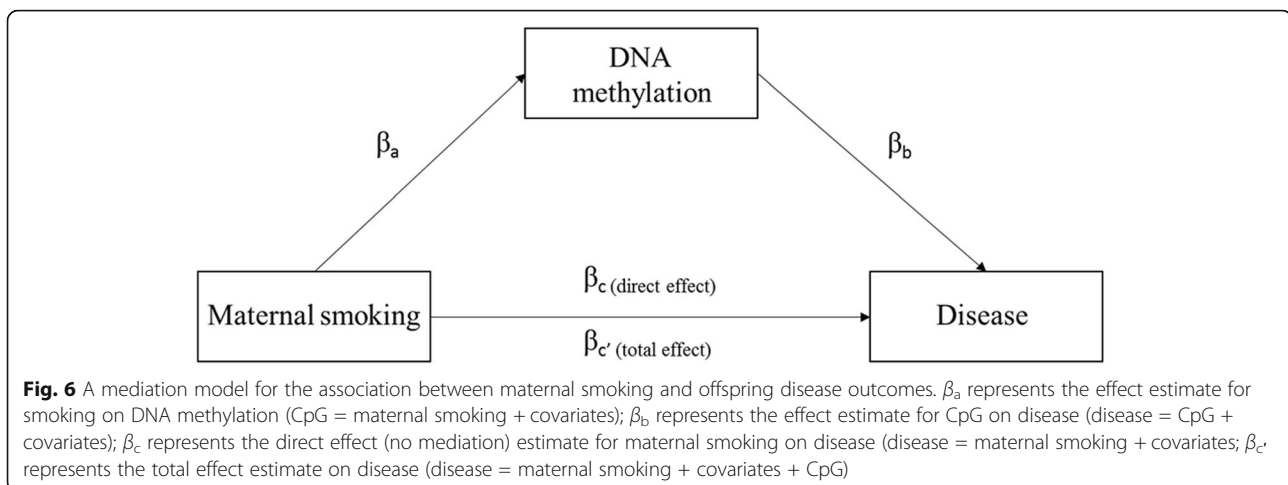 DNA
methylation
βa
βb
βc (direct effect)
Maternal smoking
Disease
βc′ (total effect)
Fig. 6 A mediation model for the association between maternal smoking and offspring disease outcomes. βa represents the effect estimate for
smoking on DNA methylation (CpG = maternal smoking + covariates); βb represents the effect estimate for CpG on disease (disease = CpG +
covariates); βc represents the direct effect (no mediation) estimate for maternal smoking on disease (disease = maternal smoking + covariates; βc′
represents the total effect estimate on disease (disease = maternal smoking + covariates + CpG)